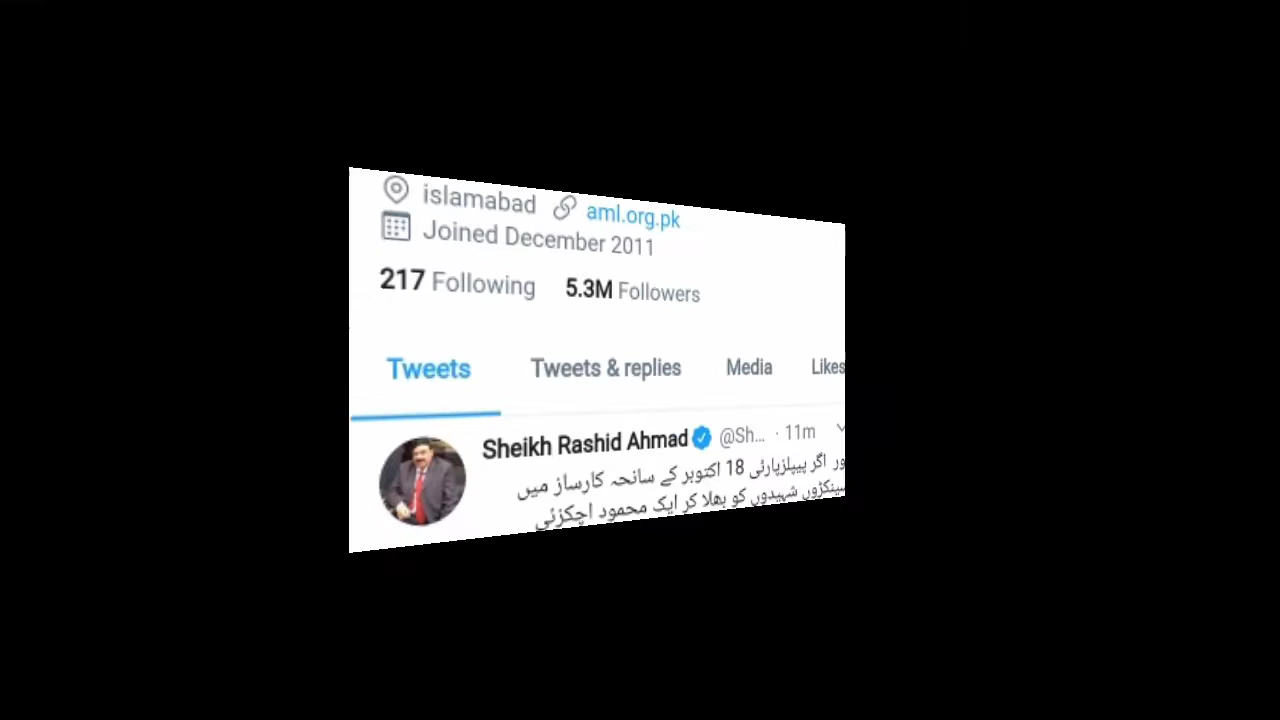 islamabad aml.org.pk
Joined December 2011
217 Following 5.3M Followers
Tweets Tweets & replies Media Likes
Sheikh Rashid Ahmad @Sh... · 11m
اگر پیپلزپارٹی 18 اکتوبر کے سانحہ کارساز میں
سینکڑوں شہیدوں کو بھلا کر ایک محمود اچکزئی